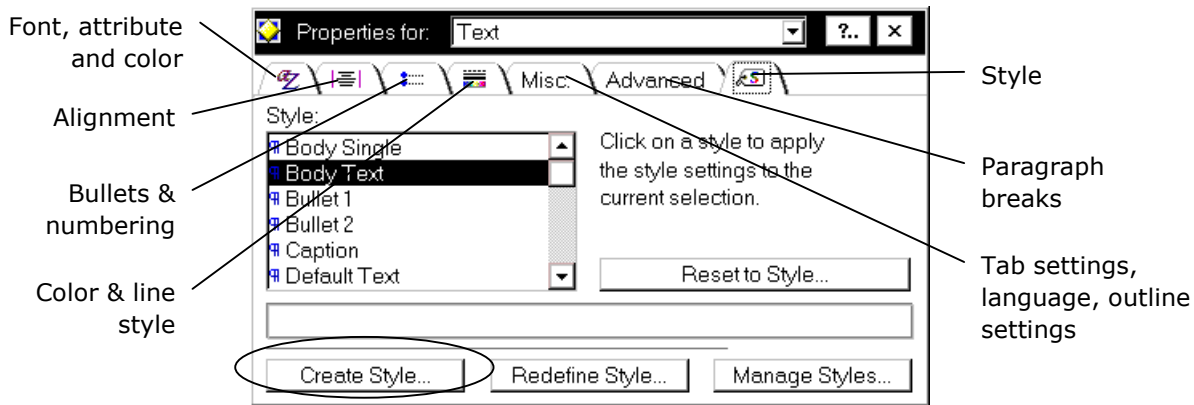 Font, attribute
and color
Alignment
Bullets &
numbering
Color & line
style
Properties for: Text
?..
Misc. Advanced
Style:
Body Single
Body Text
Bullet 1
Bullet 2
Caption
Default Text
Click on a style to apply
the style settings to the
current selection.
Reset to Style...
Create Style... Redefine Style... Manage Styles...
Style
Paragraph
breaks
Tab settings,
language, outline
settings